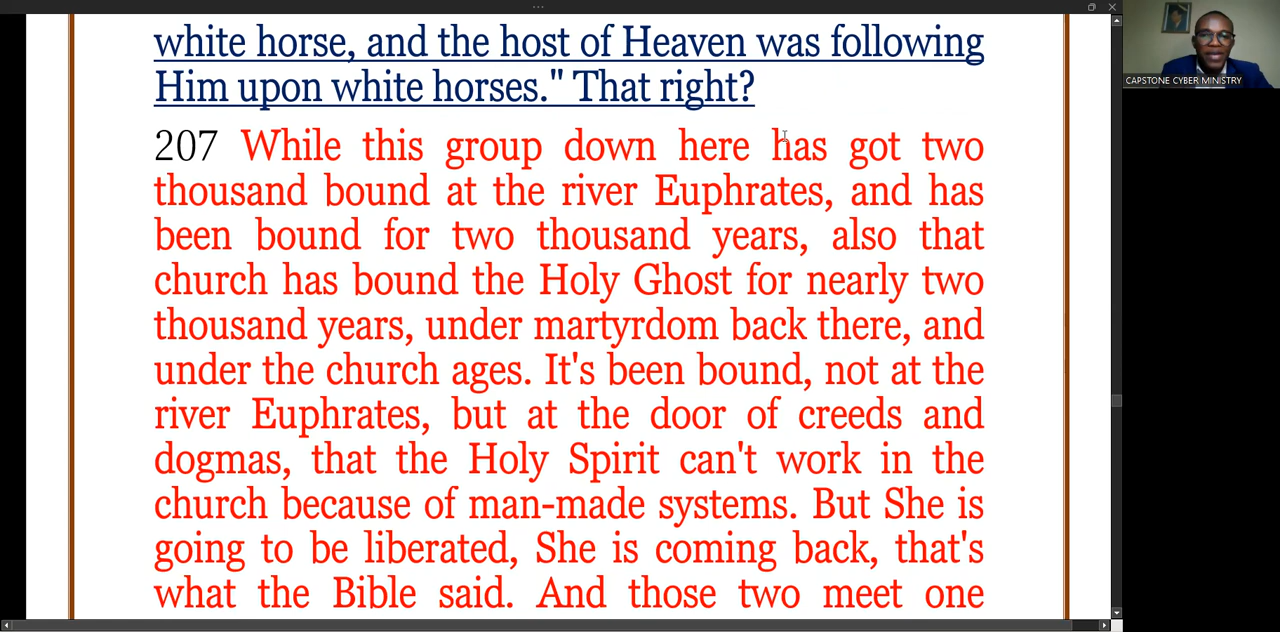 white horse, and the host of Heaven was following
Him upon white horses." That right?
207 While this group down here has got two
thousand bound at the river Euphrates, and has
been bound for two thousand years, also that
church has bound the Holy Ghost for nearly two
thousand years, under martyrdom back there, and
under the church ages. It's been bound, not at the
river Euphrates, but at the door of creeds and
dogmas, that the Holy Spirit can't work in the
church because of man-made systems. But She is
going to be liberated, She is coming back, that's
what the Bible said. And those two meet one
CAPSTONE CYBER MINISTRY